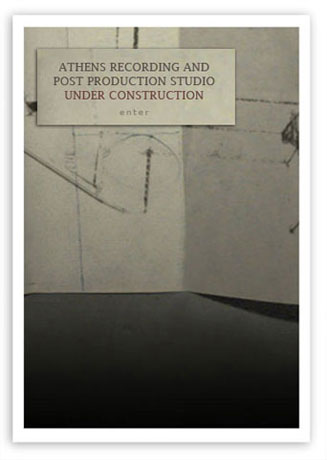 ATHENS RECORDING AND
POST PRODUCTION STUDIO
UNDER CONSTRUCTION
enter